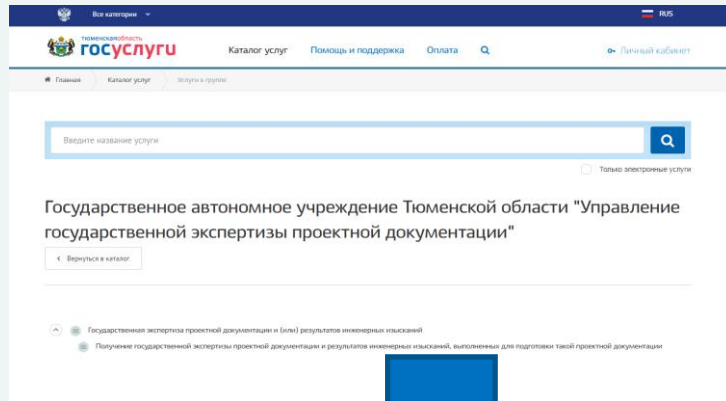 Все категории
RUS
тюменскаяобласть
госуслуги
Каталог услуг
Помощь и поддержка
Оплата
Личный кабинет
Главная
Каталог услуг
Услуги в группе
Введите название услуги
Только электронные услуги
Государственное автономное учреждение Тюменской области "Управление
государственной экспертизы проектной документации"
Вернуться в каталог
Государственная экспертиза проектной документации и (или) результатов инженерных изысканий
Получение государственной экспертизы проектной документации и результатов инженерных изысканий, выполненных для подготовки такой проектной документации